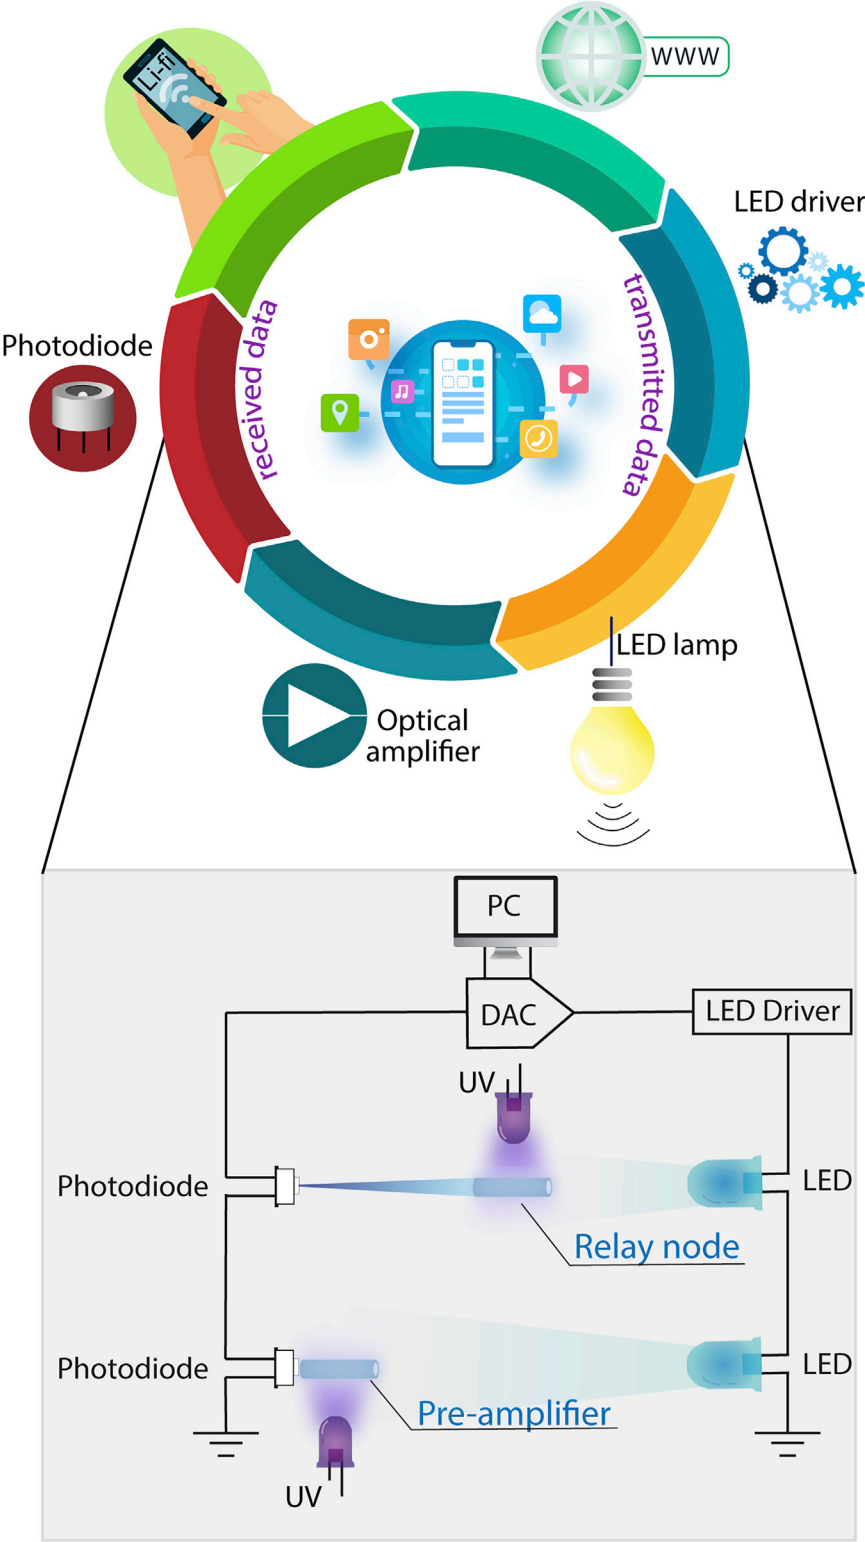 WWW
Li-fi
LED driver
Photodiode
received data
transmitted data
LED lamp
Optical
amplifier
PC
DAC
LED Driver
UV
Photodiode
LED
Relay node
Photodiode
LED
Pre-amplifier
UV